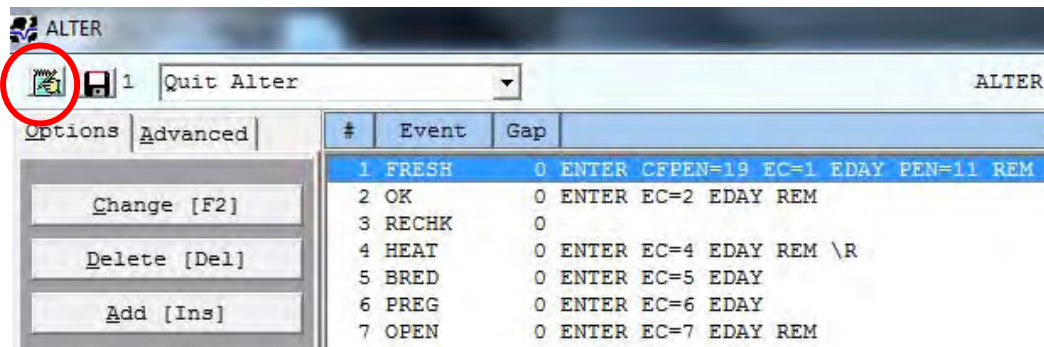 ALTER
1 Quit Alter ALTER
Options Advanced # Event Gap
1 FRESH 0 ENTER CFPEN=19 EC=1 EDAY PEN=11 REM
Change [F2] 2 OK 0 ENTER EC=2 EDAY REM
3 RECHK 0
Delete [Del] 4 HEAT 0 ENTER EC=4 EDAY REM \R
5 BRED 0 ENTER EC=5 EDAY
Add [Ins] 6 PREG 0 ENTER EC=6 EDAY
7 OPEN 0 ENTER EC=7 EDAY REM